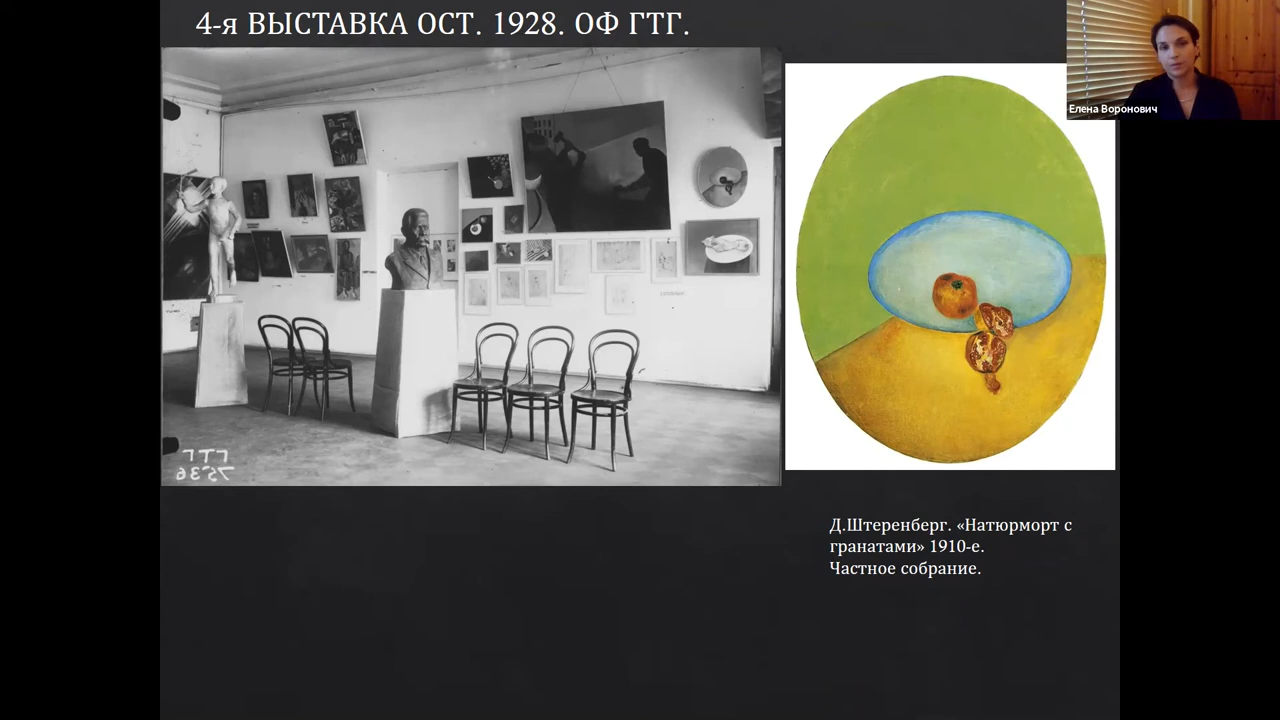 4-я ВЫСТАВКА ОСТ. 1928. ОФ ГТГ.
Елена Воронович
ГТГ
7536
Д.Штеренберг. «Натюрморт с
гранатами» 1910-е.
Частное собрание.